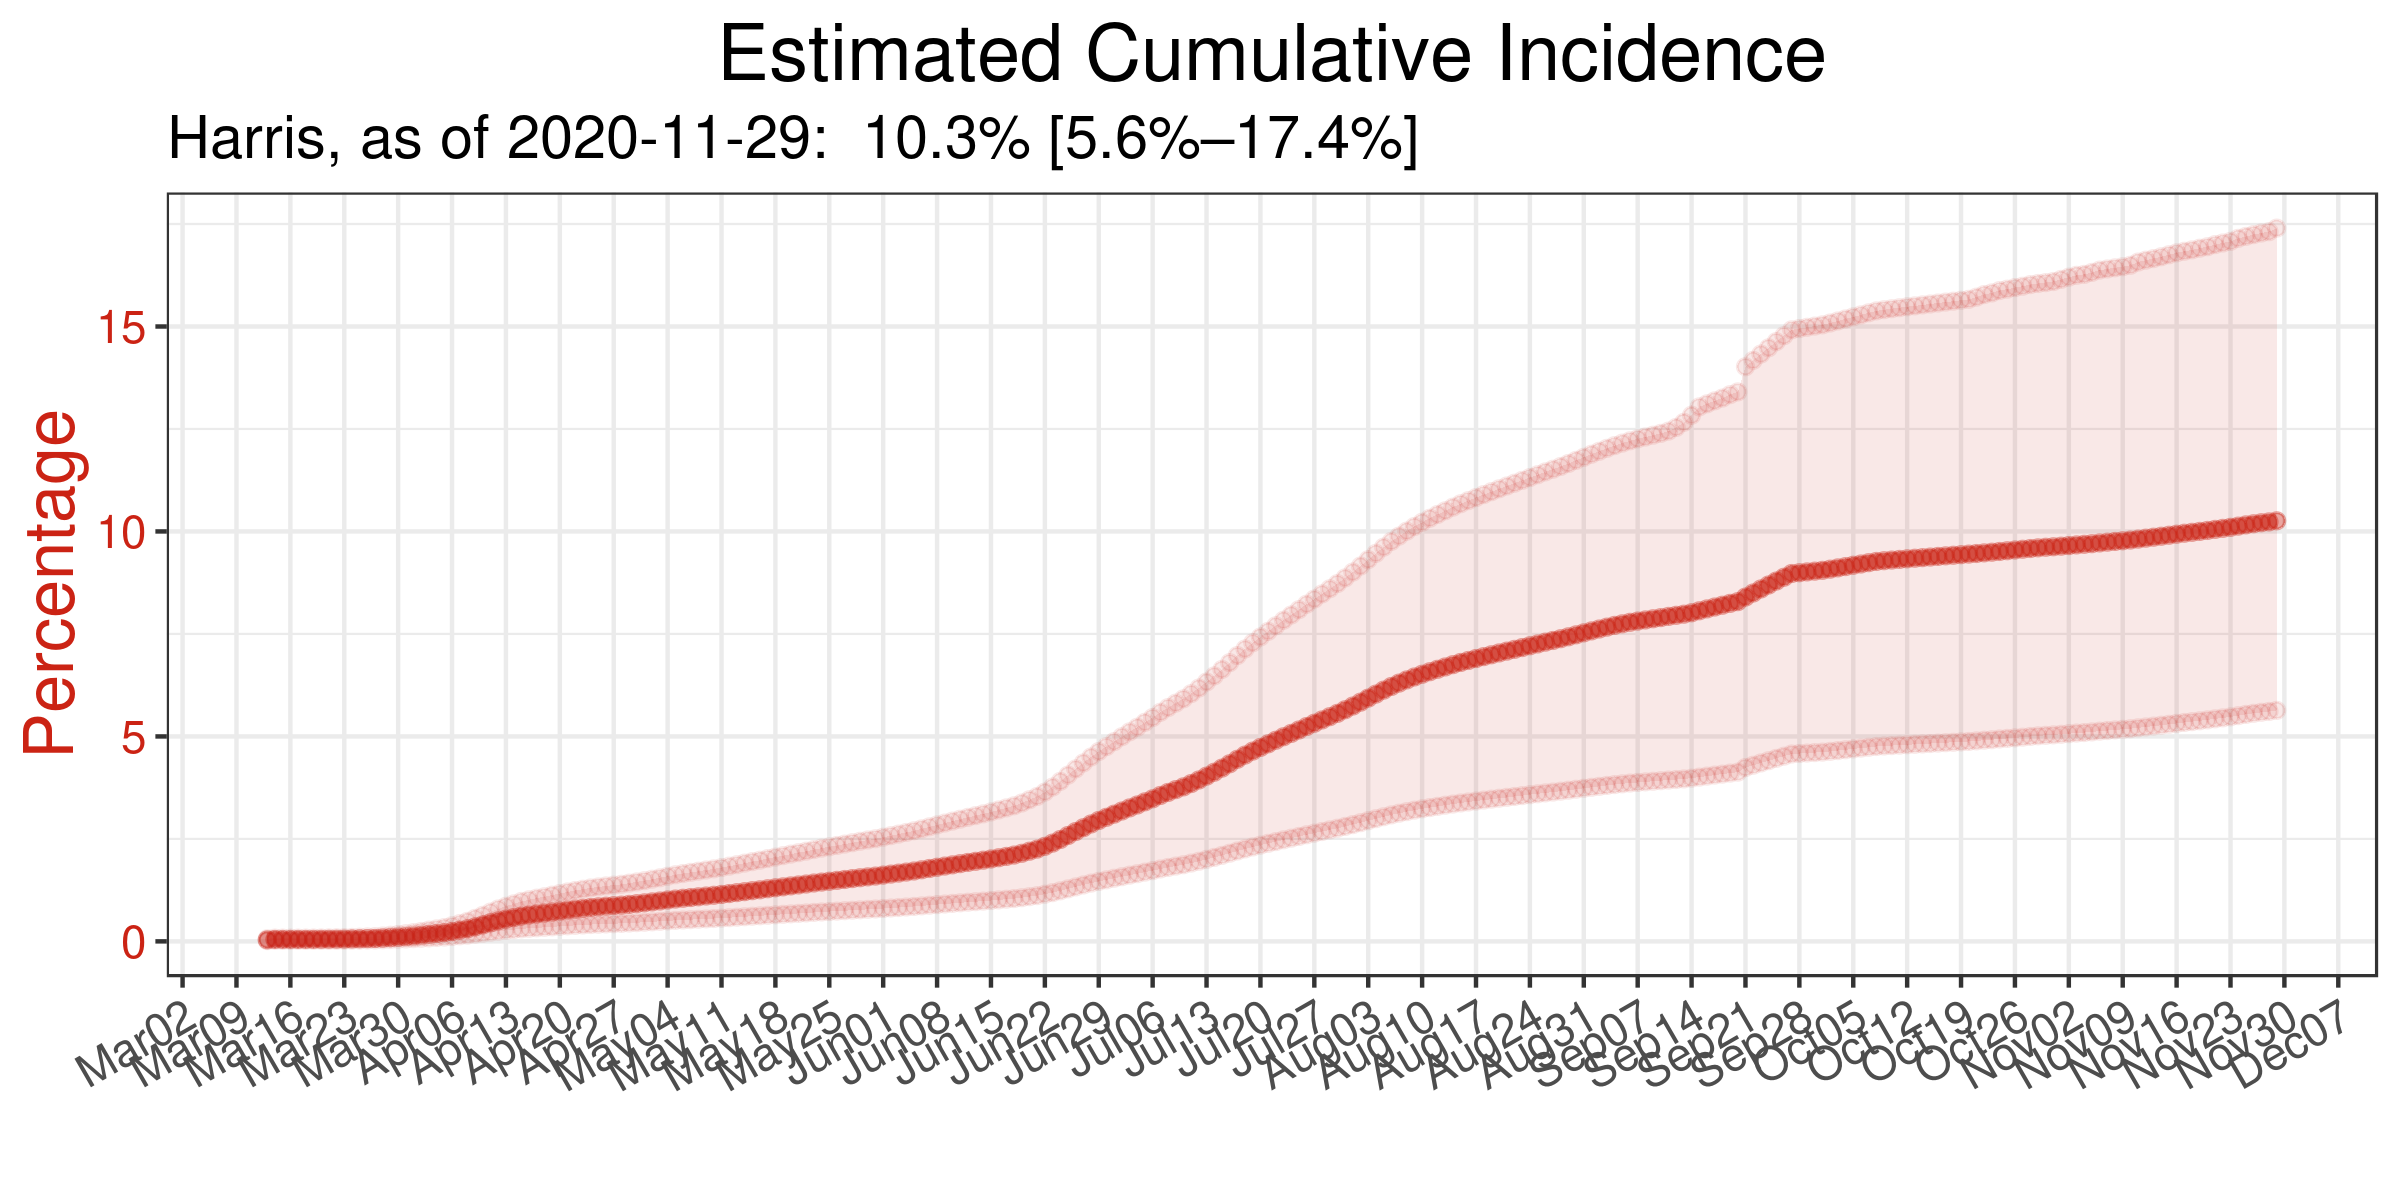 Estimated Cumulative Incidence
Harris, as of 2020-11-29:  10.3% [5.6%–17.4%]
Percentage
15
10
5
0
Mar02
Mar09
Mar16
Mar23
Mar30
Apr06
Apr13
Apr20
Apr27
May04
May11
May18
May25
Jun01
Jun08
Jun15
Jun22
Jun29
Jul06
Jul13
Jul20
Jul27
Aug03
Aug10
Aug17
Aug24
Aug31
Sep07
Sep14
Sep21
Sep28
Oct05
Oct12
Oct19
Oct26
Nov02
Nov09
Nov16
Nov23
Nov30
Dec07